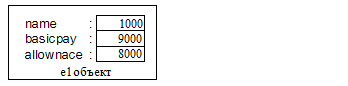 name : 1000
basicpay : 9000
allownace : 8000
e1объект